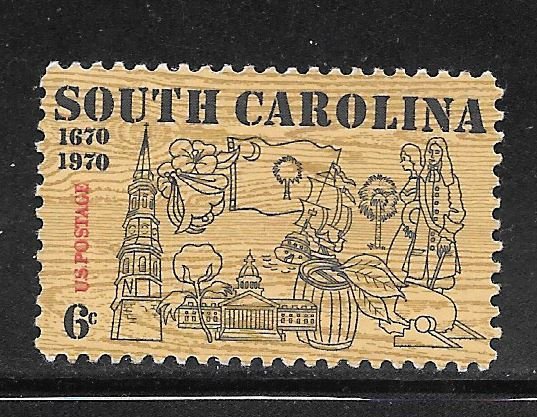 SOUTH CAROLINA
1670
1970
U.S. POSTAGE
6c